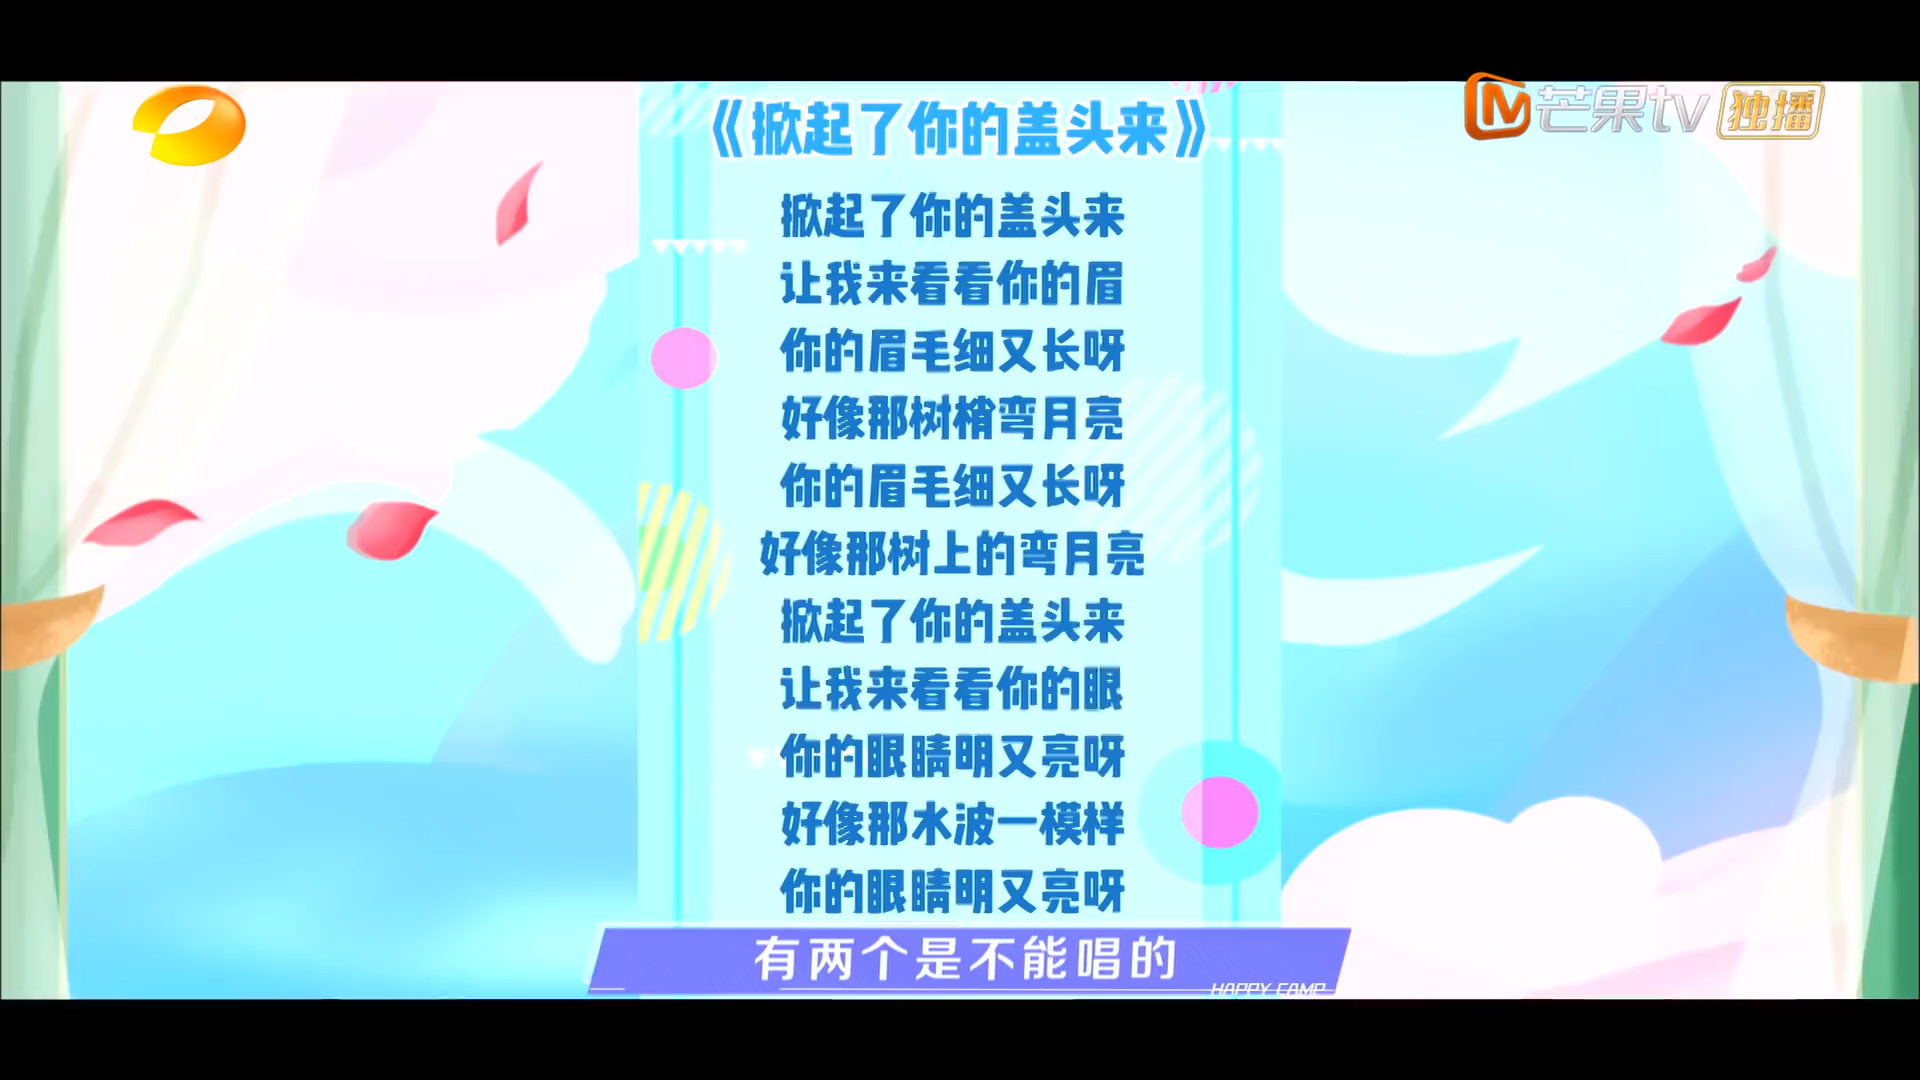 芒果tv 独播
《掀起了你的盖头来》
掀起了你的盖头来
让我来看看你的眉
你的眉毛细又长呀
好像那树梢弯月亮
你的眉毛细又长呀
好像那树上的弯月亮
掀起了你的盖头来
让我来看看你的眼
你的眼睛明又亮呀
好像那水波一模样
你的眼睛明又亮呀
有两个是不能唱的
HAPPY CAMP